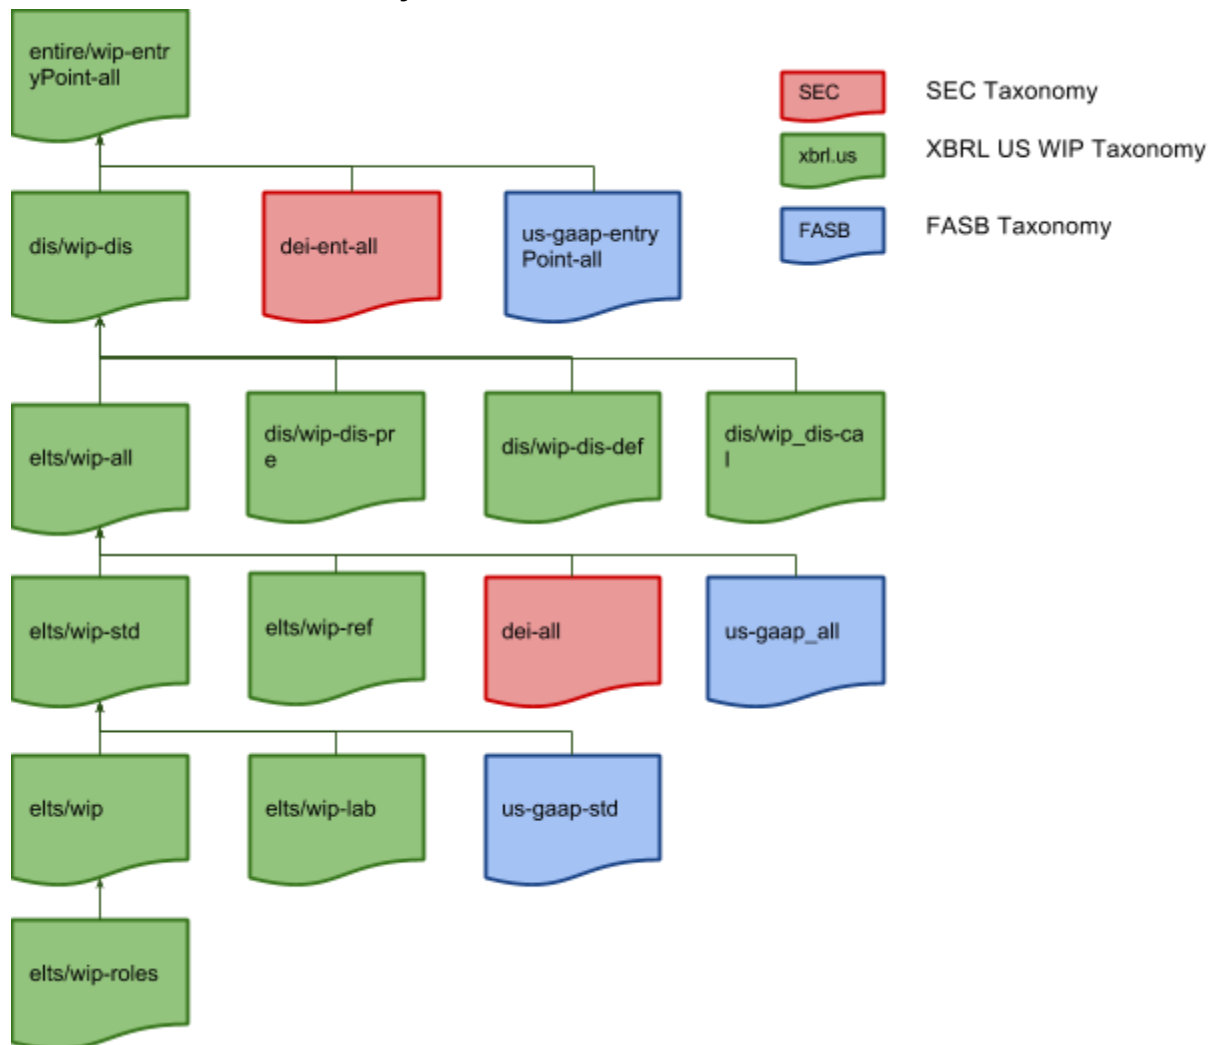 entire/wip-entr
yPoint-all
SEC
SEC Taxonomy
xbrl.us
XBRL US WIP Taxonomy
FASB
FASB Taxonomy
dis/wip-dis
dei-ent-all
us-gaap-entry
Point-all
elts/wip-all
dis/wip-dis-pr
e
dis/wip-dis-def
dis/wip_dis-ca
l
elts/wip-std
elts/wip-ref
dei-all
us-gaap_all
elts/wip
elts/wip-lab
us-gaap-std
elts/wip-roles